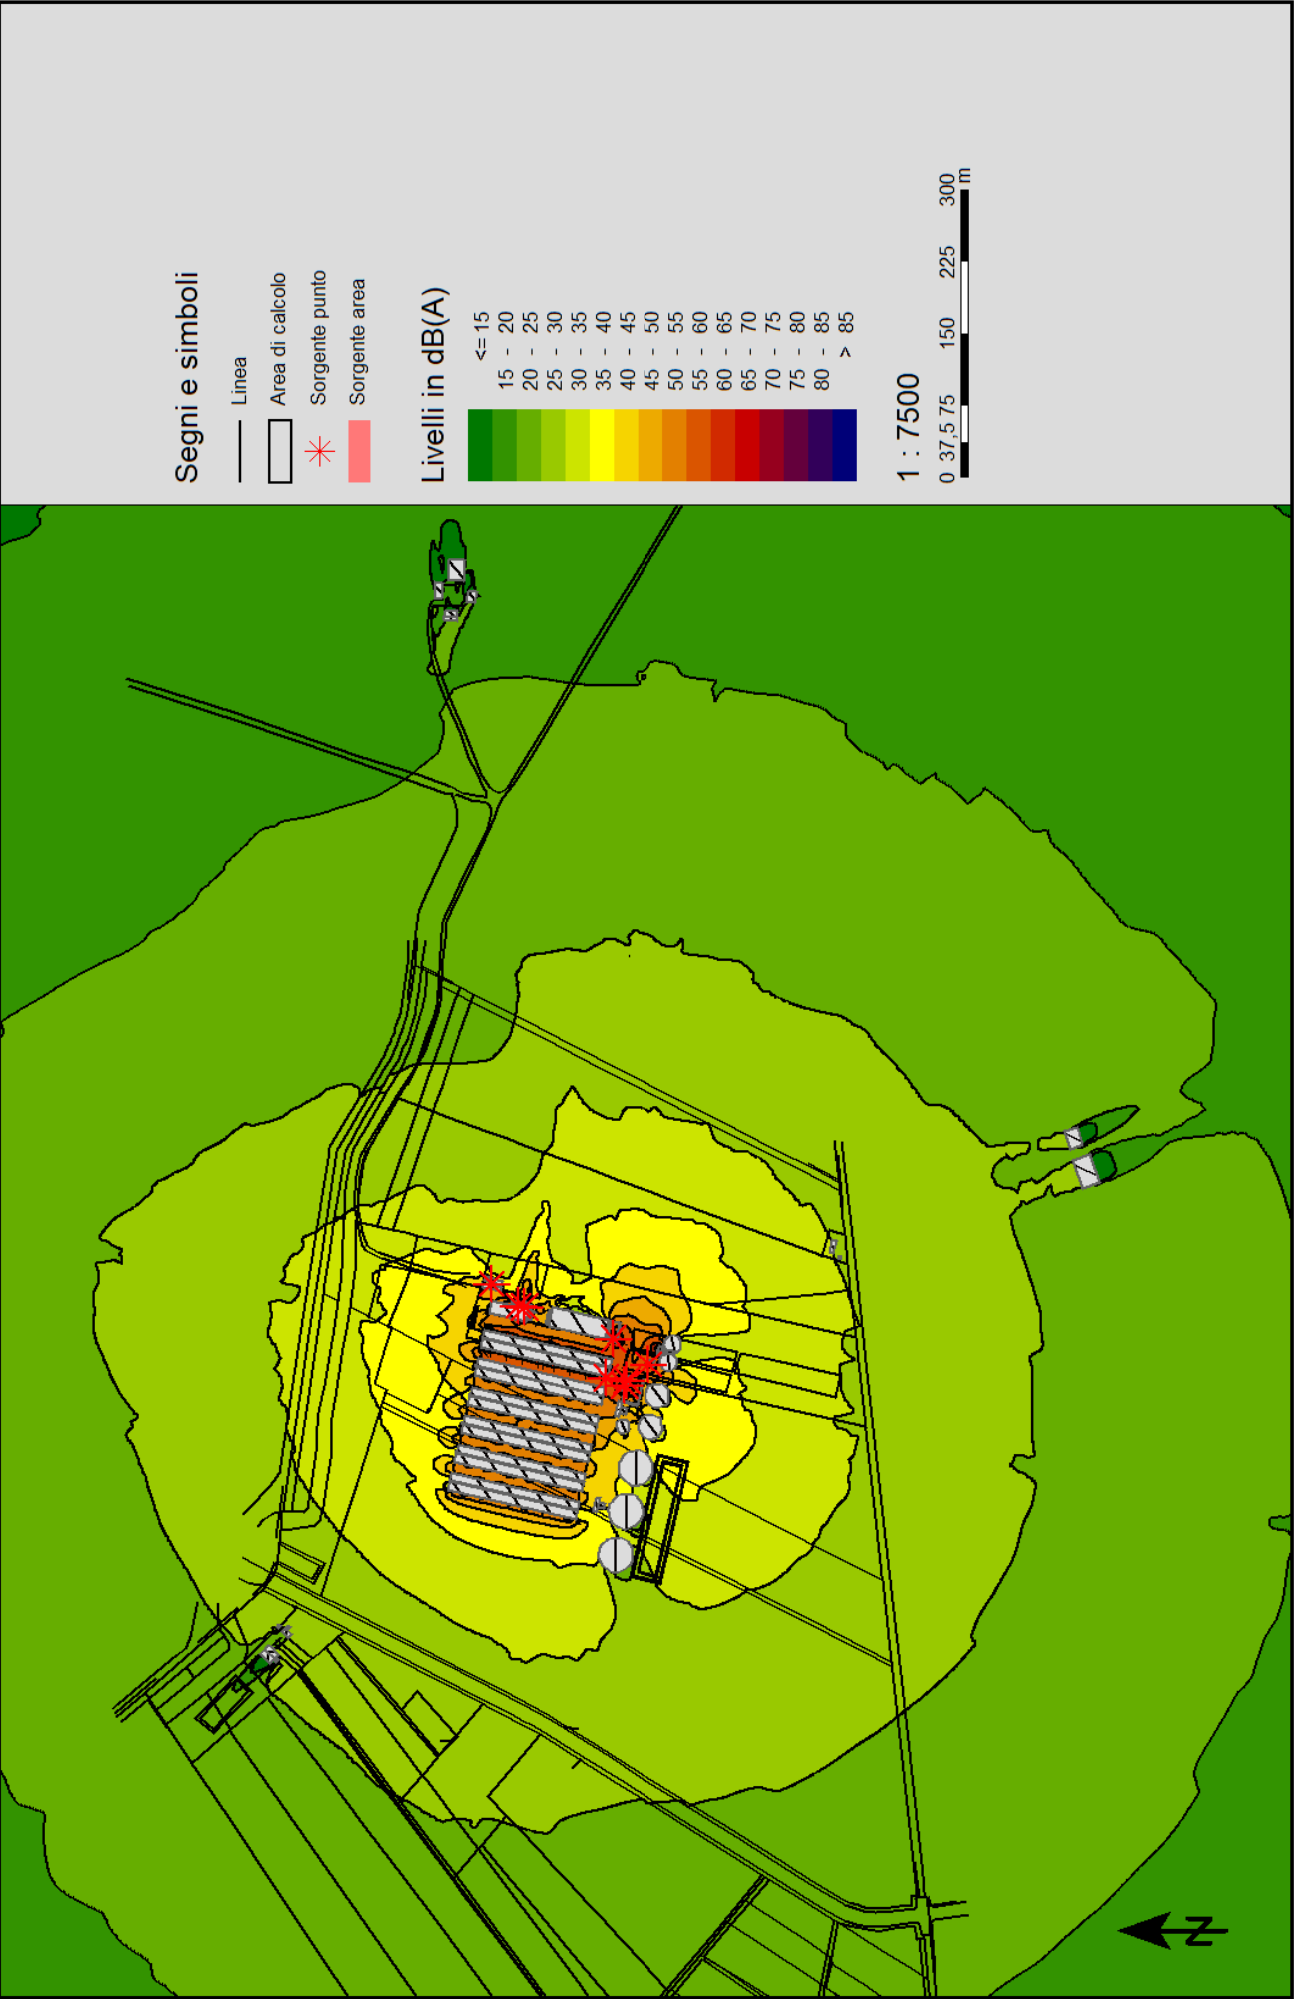 Segni e simboli
Linea
Area di calcolo
Sorgente punto
Sorgente area
Livelli in dB(A)
<= 15
15 - 20
20 - 25
25 - 30
30 - 35
35 - 40
40 - 45
45 - 50
50 - 55
55 - 60
60 - 65
65 - 70
70 - 75
75 - 80
80 - 85
> 85
1 : 7500
0 37,5 75 150 225 300
m
N